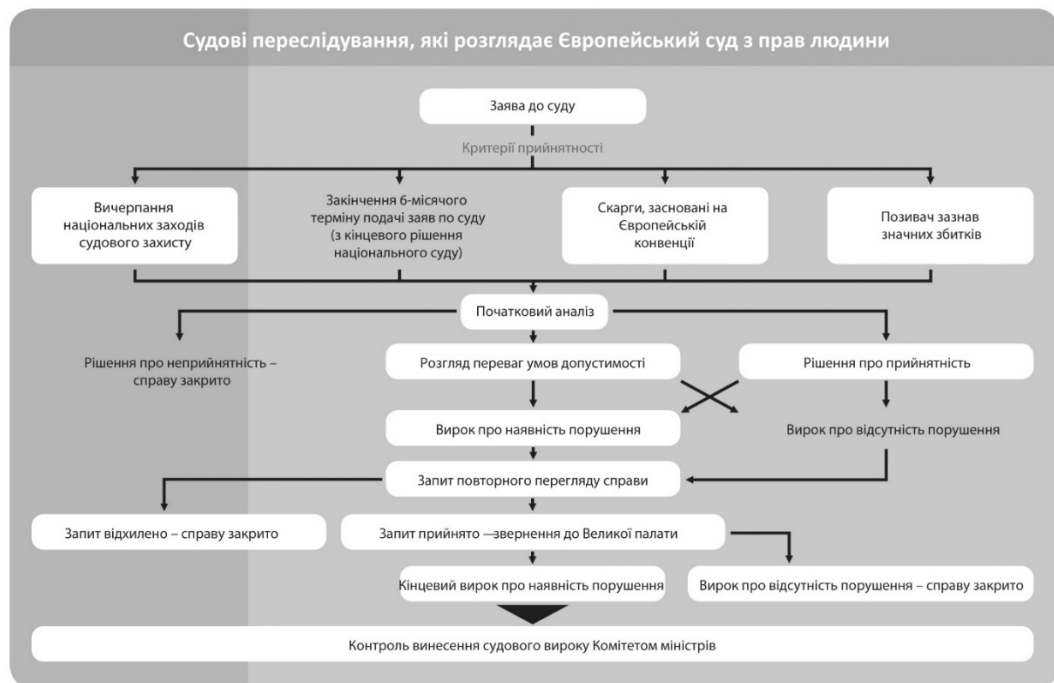 Судові переслідування, які розглядає Європейський суд з прав людини
Заява до суду
Критерії прийнятності
Вичерпання
національних заходів
судового захисту
Закінчення 6-місячого
терміну подачі заяв по суду
(з кінцевого рішення
національного суду)
Скарги, засновані на
Європейській
конвенції
Позивач зазнав
значних збитків
Початковий аналіз
Рішення про неприйнятність –
справу закрито
Розгляд переваг умов допустимості
Рішення про прийнятність
Вирок про наявність порушення
Вирок про відсутність порушення
Запит повторного перегляду справи
Запит відхилено – справу закрито
Запит прийнято —звернення до Великої палати
Кінцевий вирок про наявність порушення
Вирок про відсутність порушення – справу закрито
Контроль винесення судового вироку Комітетом міністрів